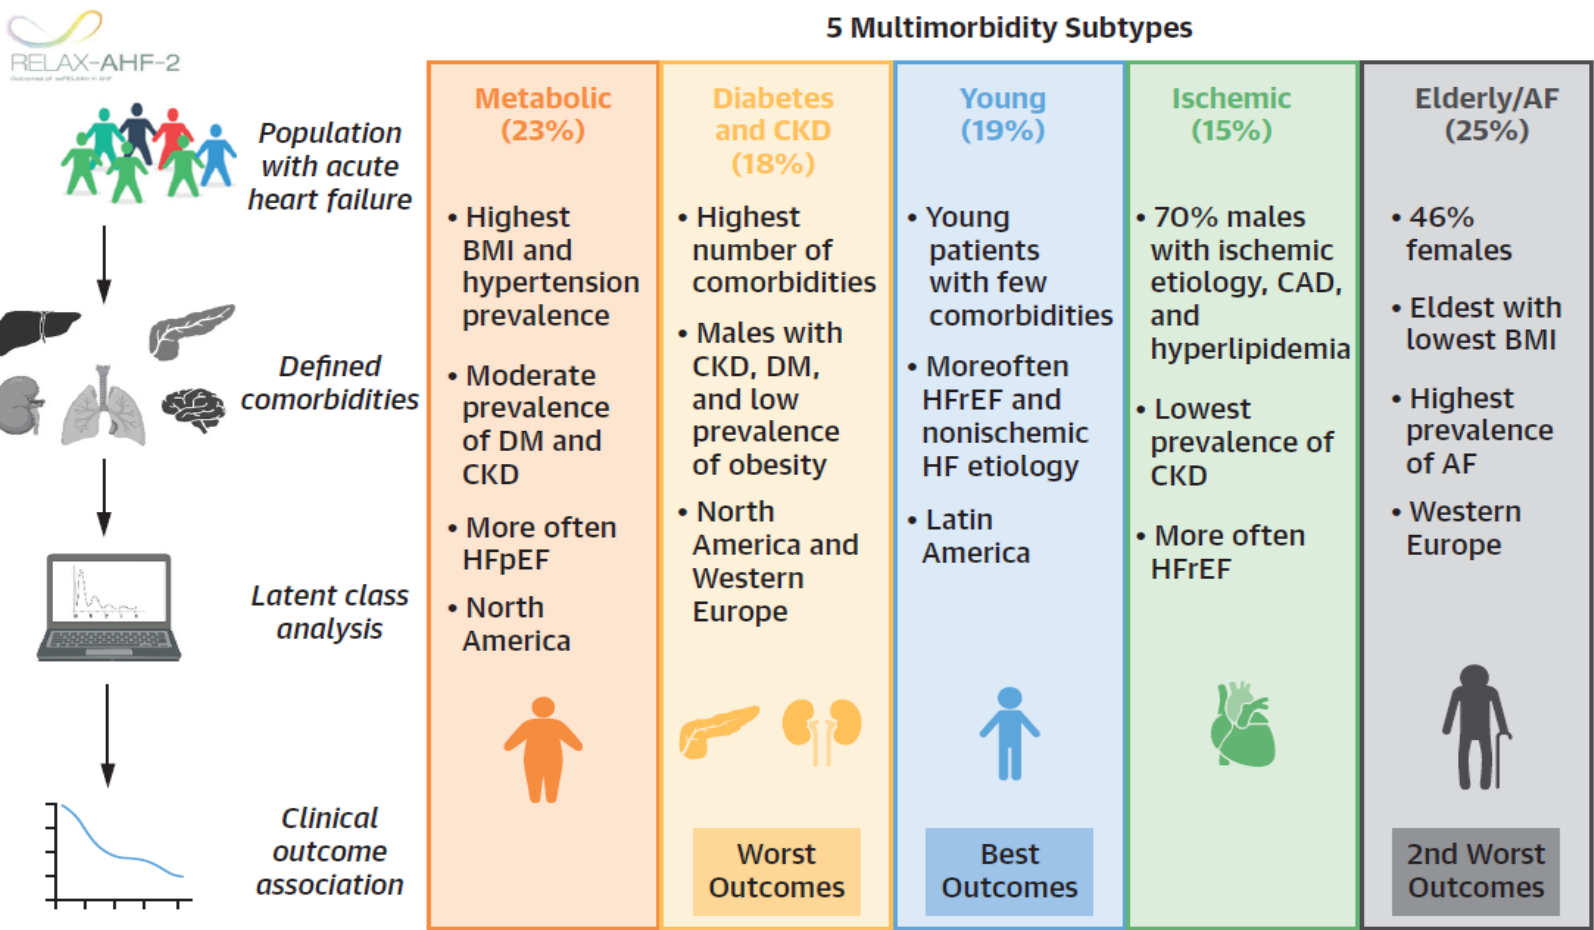 RELAX-AHF-2
5 Multimorbidity Subtypes
Population
with acute
heart failure
Defined
comorbidities
Latent class
analysis
Clinical
outcome
association
Metabolic
(23%)
• Highest
BMI and
hypertension
prevalence
• Moderate
prevalence
of DM and
CKD
• More often
HFpEF
• North
America
Diabetes
and CKD
(18%)
• Highest
number of
comorbidities
• Males with
CKD, DM,
and low
prevalence
of obesity
• North
America and
Western
Europe
Worst
Outcomes
Young
(19%)
• Young
patients
with few
comorbidities
• Moreoften
HFrEF and
nonischemic
HF etiology
• Latin
America
Best
Outcomes
Ischemic
(15%)
• 70% males
with ischemic
etiology, CAD,
and
hyperlipidemia
• Lowest
prevalence of
CKD
• More often
HFrEF
Elderly/AF
(25%)
• 46%
females
• Eldest with
lowest BMI
• Highest
prevalence
of AF
• Western
Europe
2nd Worst
Outcomes